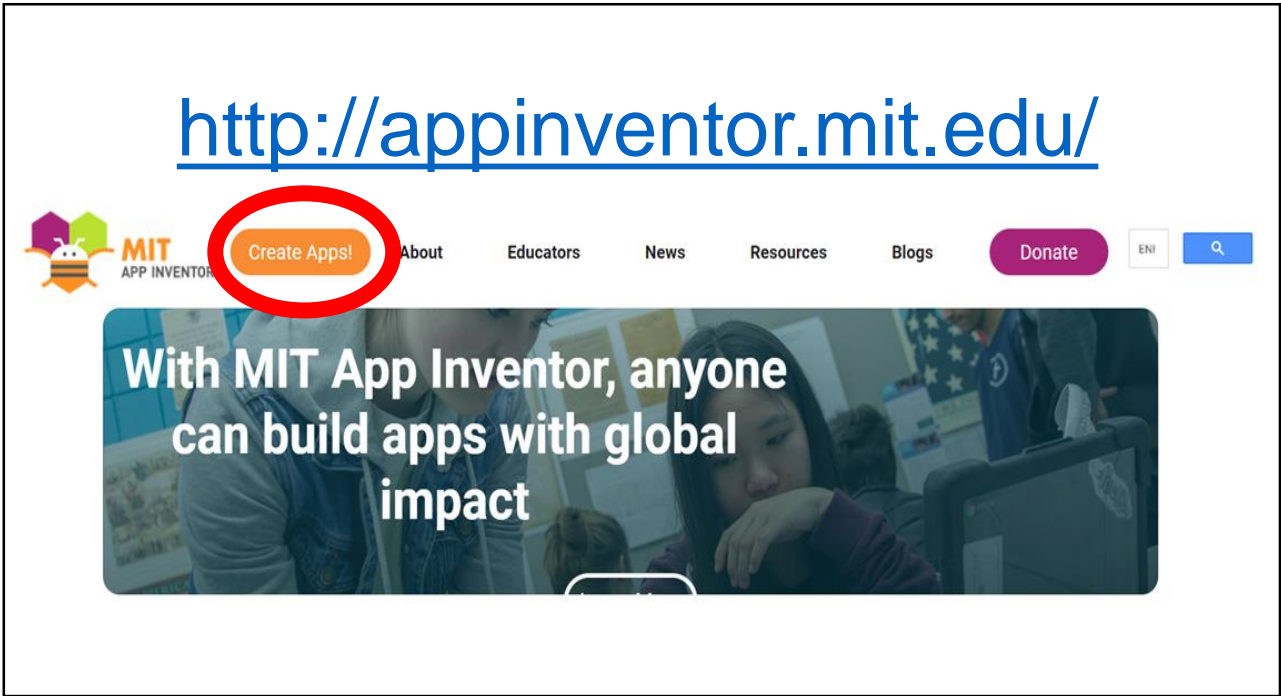 http://appinventor.mit.edu/
MIT
APP INVENTOR
Create Apps!
About
Educators
News
Resources
Blogs
Donate
With MIT App Inventor, anyone
can build apps with global
impact